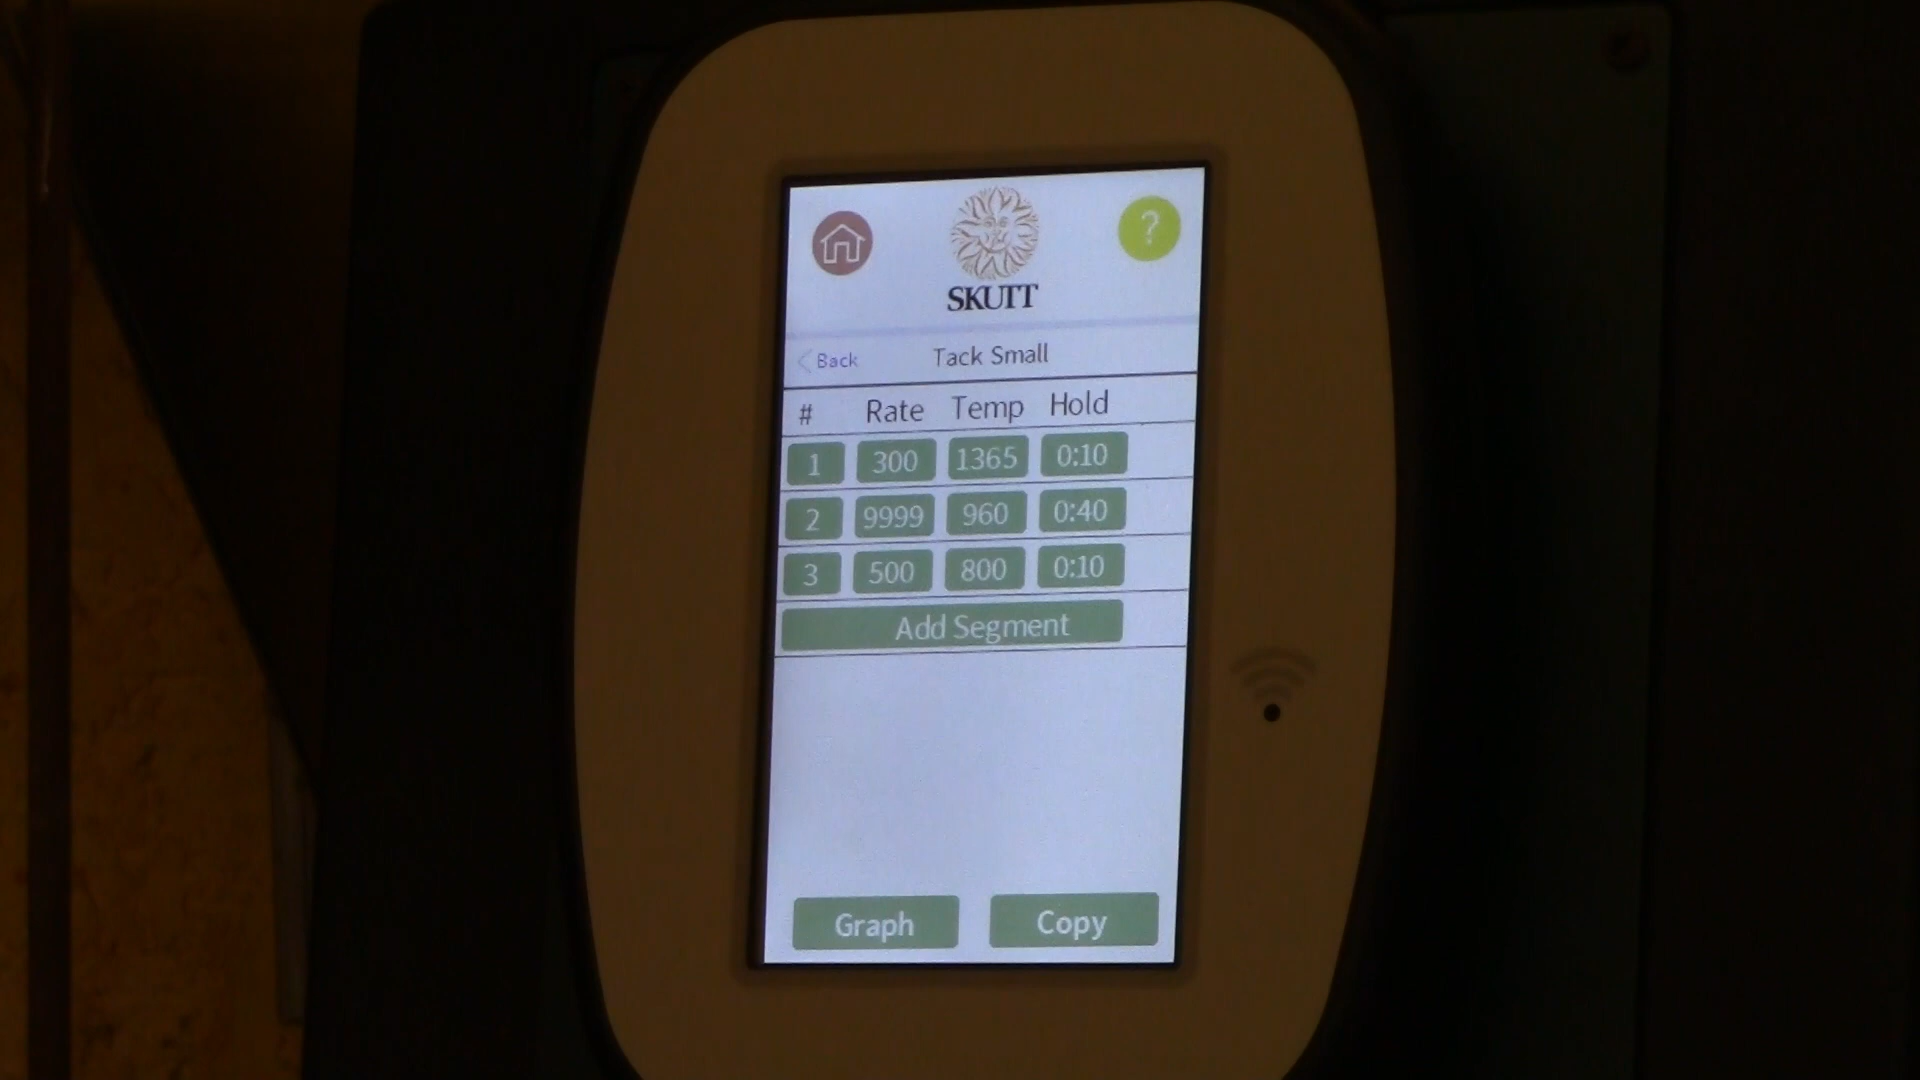 ?
SKUTT
Back Tack Small
# Rate Temp Hold
1 300 1365 0:10
2 9999 960 0:40
3 500 800 0:10
Add Segment
Graph Copy